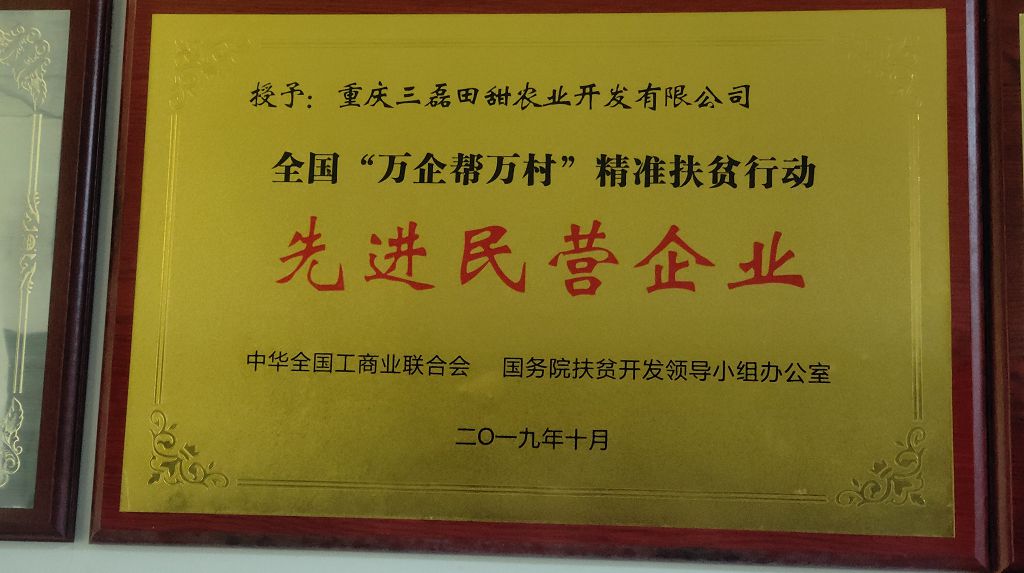 授予：重庆三磊田甜农业开发有限公司
全国“万企帮万村”精准扶贫行动
先进民营企业
中华全国工商业联合会 国务院扶贫开发领导小组办公室
二〇一九年十月